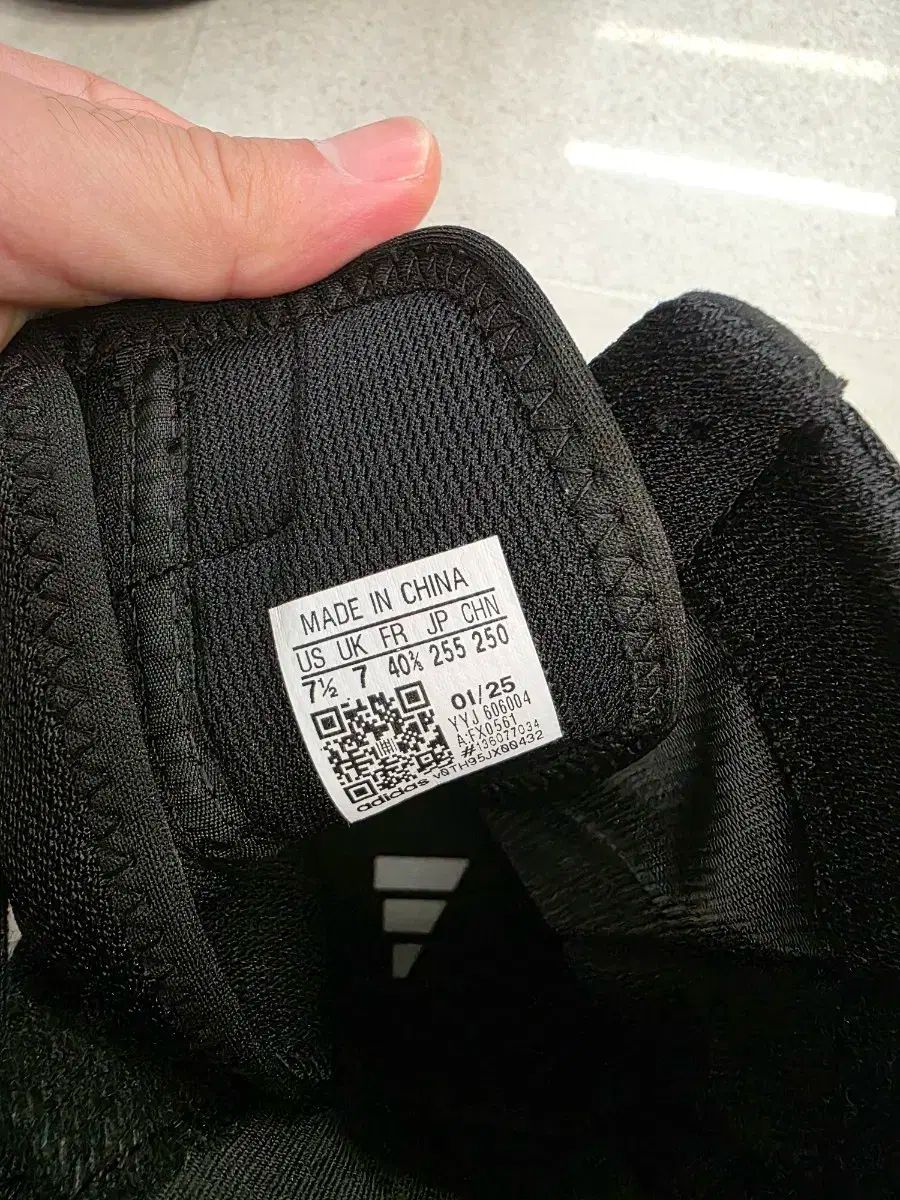 MADE IN CHINA
US UK FR JP CHN
7½ 7 40⅔ 255 250
01/25
YYJ 606004
A:FX0561
#136077034
v0TH95JX00432
adidas